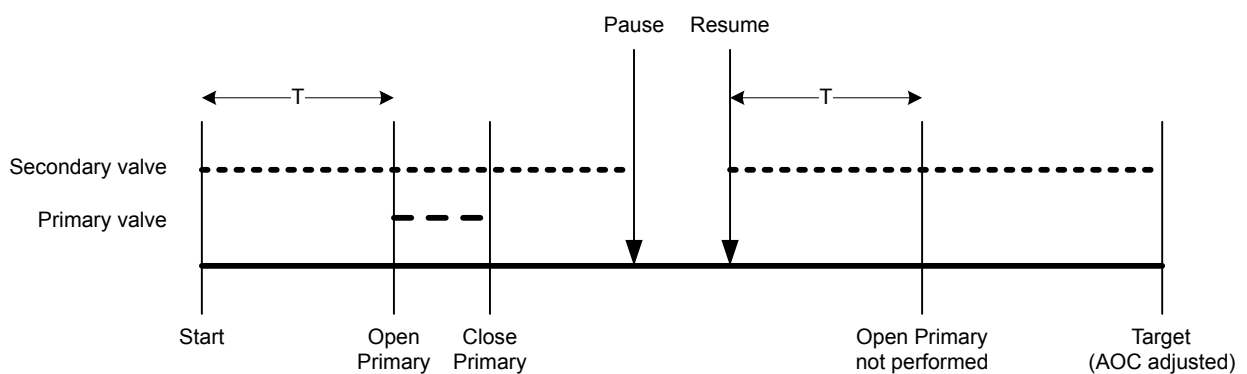 Pause
Resume
T
T
Secondary valve
Primary valve
Start
Open
Primary
Close
Primary
Open Primary
not performed
Target
(AOC adjusted)